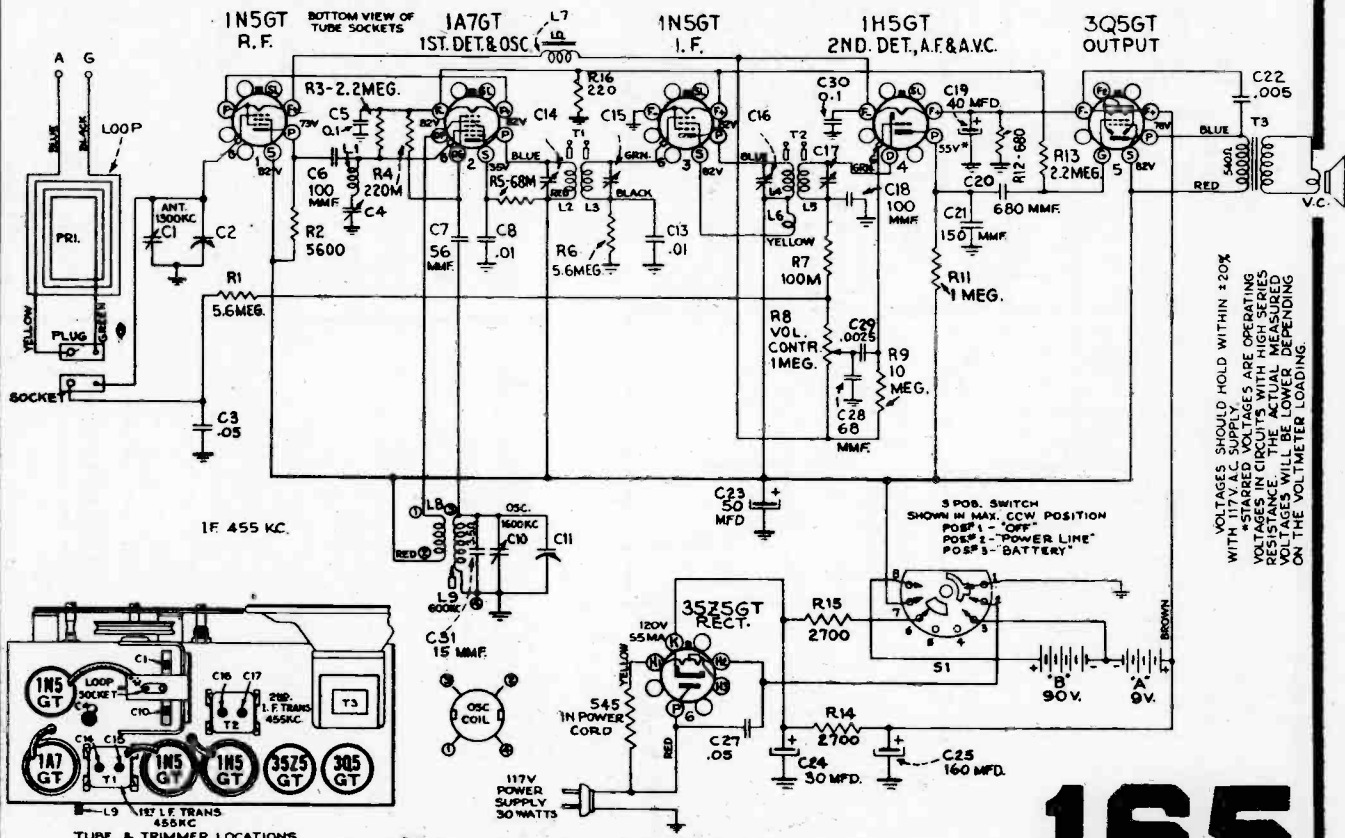 1N5GT
R.F.
BOTTOM VIEW OF
TUBE SOCKETS
1A7GT
1ST. DET.& OSC.
L7
1N5GT
I.F.
1H5GT
2ND. DET., A.F.& A.V.C.
3Q5GT
OUTPUT
A G
BLUE
BLACK
LOOP
PRI.
YELLOW
GREEN
PLUG
SOCKET
ANT.
1300KC
C1
C2
73V
82V
R3-2.2MEG.
C5
0.1
C6
100
MMF.
R4
220M
C4
R2
5600
R1
5.6MEG.
C3
.05
82V
35V
BLUE
R5-68M
C7
56
MMF.
C8
.01
R16
220
C14
T1
C15
RED
GRN.
BLACK
L2
L3
R6
5.6MEG.
C13
.01
82V
82V
C16
T2
C17
BLUE
L4
L5
L6
YELLOW
GRN.
C18
100
MMF.
R7
100M
R8
VOL.
CONTR.
1MEG.
C29
.0025
C28
68
MMF.
R9
10
MEG.
C30
0.1
55V*
C19
40 MFD.
R12-680
R13
2.2MEG.
C20
680 MMF.
C21
150 MMF.
R11
1 MEG.
78V
82V
C22
.005
BLUE
540Ω
RED
T3
V.C.
VOLTAGES SHOULD HOLD WITHIN ±20%
WITH 117V. A.C. SUPPLY.
*STARRED VOLTAGES ARE OPERATING
VOLTAGES IN CIRCUITS WITH HIGH SERIES
RESISTANCE. THE ACTUAL MEASURED
VOLTAGES WILL BE LOWER DEPENDING
ON THE VOLTMETER LOADING.
I.F. 455 KC.
L8
RED
OSC.
1600KC
C10
C11
L9
600KC
C31
15 MMF.
C23
50
MFD
3 POS. SWITCH
SHOWN IN MAX. CCW POSITION
POS# 1 - "OFF"
POS# 2 - "POWER LINE"
POS# 3 - "BATTERY"
S1
35Z5GT
RECT.
120V
55MA
YELLOW
545
IN POWER
CORD
RED
C27
.05
R15
2700
R14
2700
C24
30 MFD.
C25
160 MFD.
"B"
90 V.
"A"
9V.
BROWN
117V
POWER
SUPPLY
30 WATTS
OSC
COIL
1N5
GT
LOOP
SOCKET
C1
C4
C10
C16 C17
T2
2ND.
I.F. TRANS
455KC.
T3
1A7
GT
C14 C15
T1
1N5
GT
1N5
GT
35Z5
GT
3Q5
GT
L9
1ST I.F. TRANS
455KC
TUBE & TRIMMER LOCATIONS
165